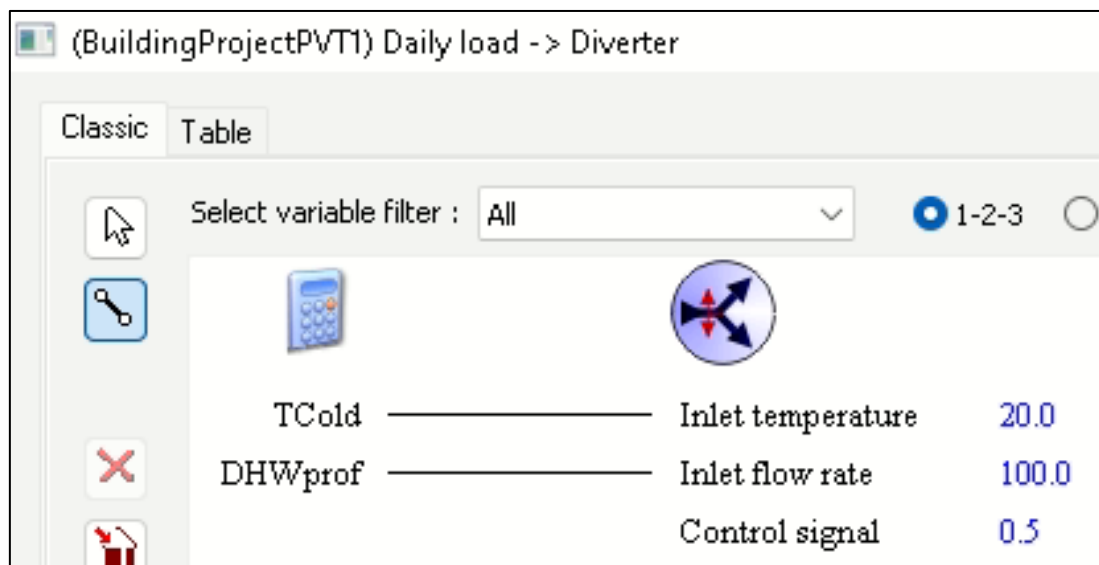 (BuildingProjectPVT1) Daily load -> Diverter
Classic Table
Select variable filter : All 1-2-3
TCold Inlet temperature 20.0
DHWprof Inlet flow rate 100.0
Control signal 0.5